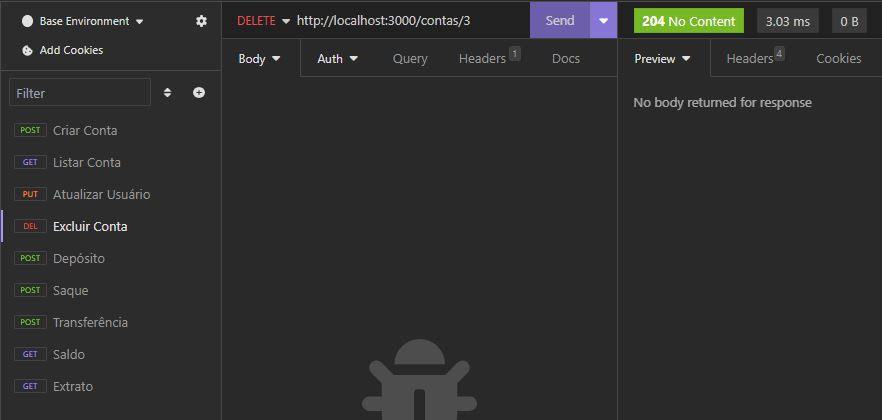 Base Environment
Add Cookies
Filter
POST Criar Conta
GET Listar Conta
PUT Atualizar Usuário
DEL Excluir Conta
POST Depósito
POST Saque
POST Transferência
GET Saldo
GET Extrato
DELETE http://localhost:3000/contas/3 Send
Body Auth Query Headers 1 Docs
204 No Content 3.03 ms 0 B
Preview Headers 4 Cookies
No body returned for response